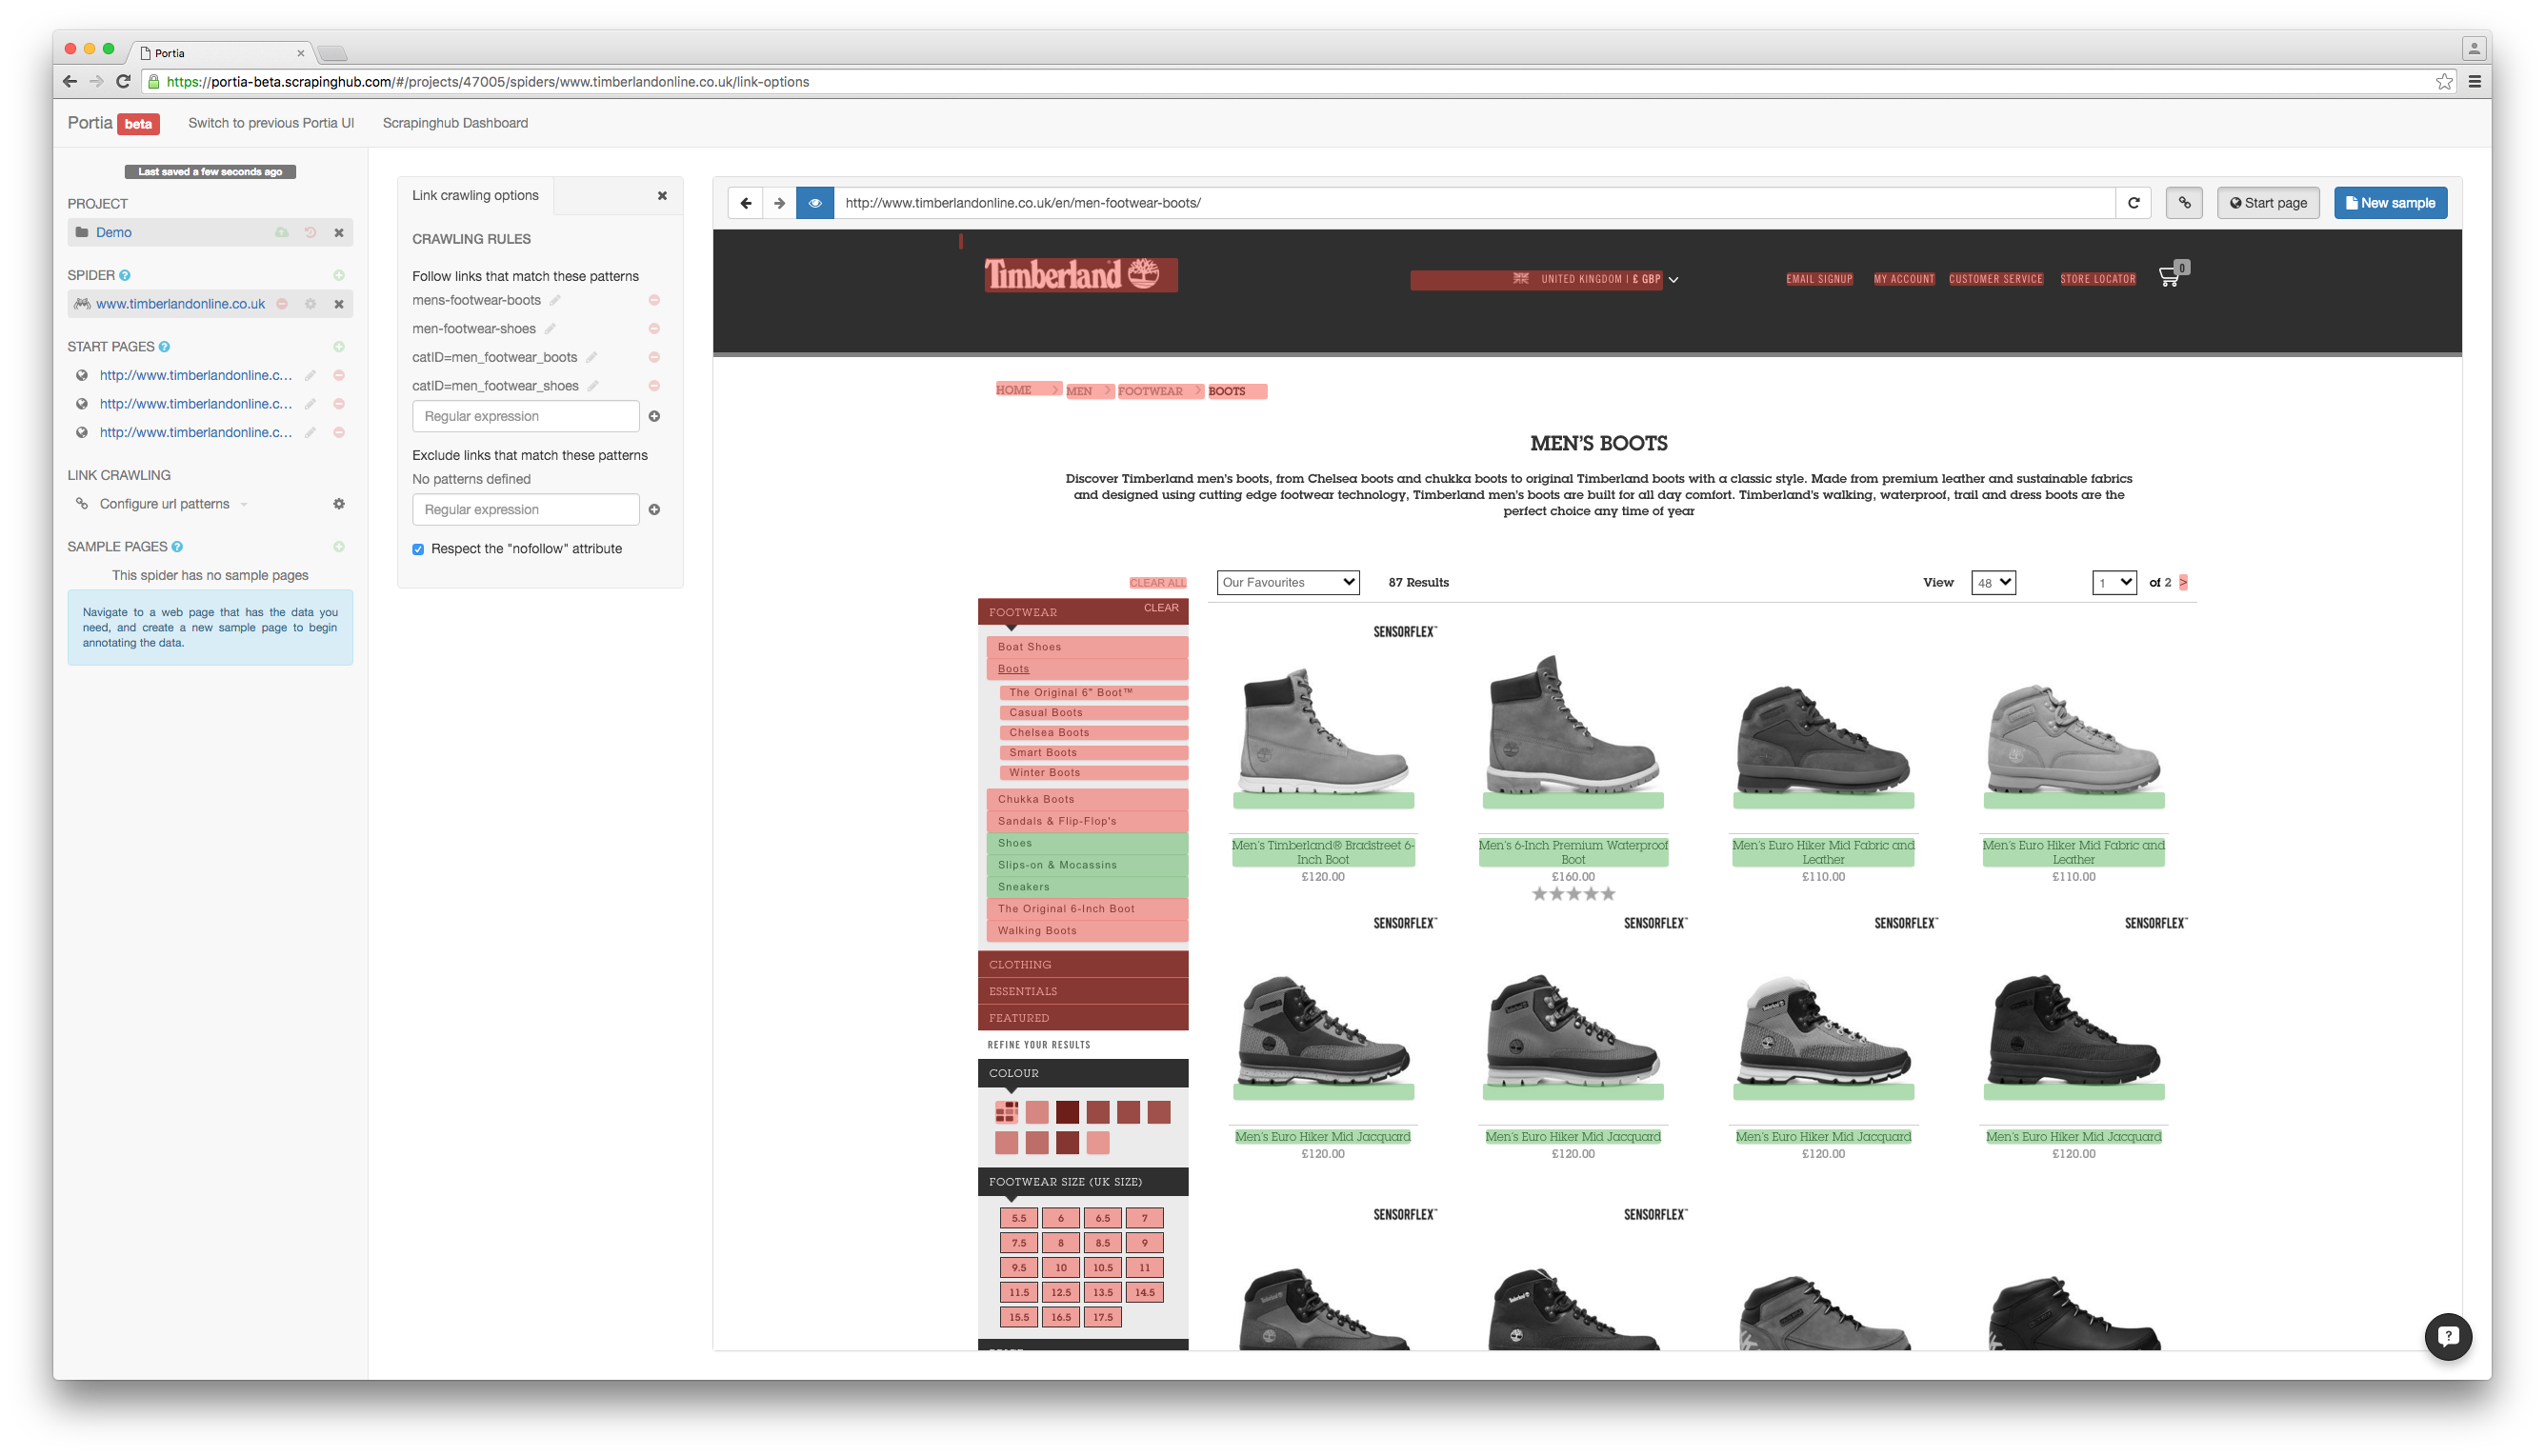 Portia
https://portia-beta.scrapinghub.com/#/projects/47005/spiders/www.timberlandonline.co.uk/link-options
Portia beta Switch to previous Portia UI Scrapinghub Dashboard
Last saved a few seconds ago
PROJECT
Demo
SPIDER
www.timberlandonline.co.uk
START PAGES
http://www.timberlandonline.c...
http://www.timberlandonline.c...
http://www.timberlandonline.c...
LINK CRAWLING
Configure url patterns
SAMPLE PAGES
This spider has no sample pages
Navigate to a web page that has the data you
need, and create a new sample page to begin
annotating the data.
Link crawling options
CRAWLING RULES
Follow links that match these patterns
mens-footwear-boots
men-footwear-shoes
catID=men_footwear_boots
catID=men_footwear_shoes
Regular expression
Exclude links that match these patterns
No patterns defined
Regular expression
Respect the "nofollow" attribute
http://www.timberlandonline.co.uk/en/men-footwear-boots/
Start page
New sample
Timberland
UNITED KINGDOM | £ GBP
EMAIL SIGNUP MY ACCOUNT CUSTOMER SERVICE STORE LOCATOR
0
HOME > MEN > FOOTWEAR > BOOTS
MEN'S BOOTS
Discover Timberland men's boots, from Chelsea boots and chukka boots to original Timberland boots with a classic style. Made from premium leather and sustainable fabrics
and designed using cutting edge footwear technology, Timberland men's boots are built for all day comfort. Timberland's walking, waterproof, trail and dress boots are the
perfect choice any time of year
CLEAR ALL
FOOTWEAR CLEAR
Boat Shoes
Boots
The Original 6" Boot™
Casual Boots
Chelsea Boots
Smart Boots
Winter Boots
Chukka Boots
Sandals & Flip-Flop's
Shoes
Slips-on & Mocassins
Sneakers
The Original 6-Inch Boot
Walking Boots
CLOTHING
ESSENTIALS
FEATURED
REFINE YOUR RESULTS
COLOUR
FOOTWEAR SIZE (UK SIZE)
5.5 6 6.5 7
7.5 8 8.5 9
9.5 10 10.5 11
11.5 12.5 13.5 14.5
15.5 16.5 17.5
Our Favourites 87 Results View 48 1 of 2 >
SENSORFLEX™
Men's Timberland® Bradstreet 6-
Inch Boot
£120.00
Men's 6-Inch Premium Waterproof
Boot
£160.00
Men's Euro Hiker Mid Fabric and
Leather
£110.00
Men's Euro Hiker Mid Fabric and
Leather
£110.00
SENSORFLEX™ SENSORFLEX™ SENSORFLEX™ SENSORFLEX™
Men's Euro Hiker Mid Jacquard Men's Euro Hiker Mid Jacquard Men's Euro Hiker Mid Jacquard Men's Euro Hiker Mid Jacquard
£120.00 £120.00 £120.00 £120.00
SENSORFLEX™ SENSORFLEX™